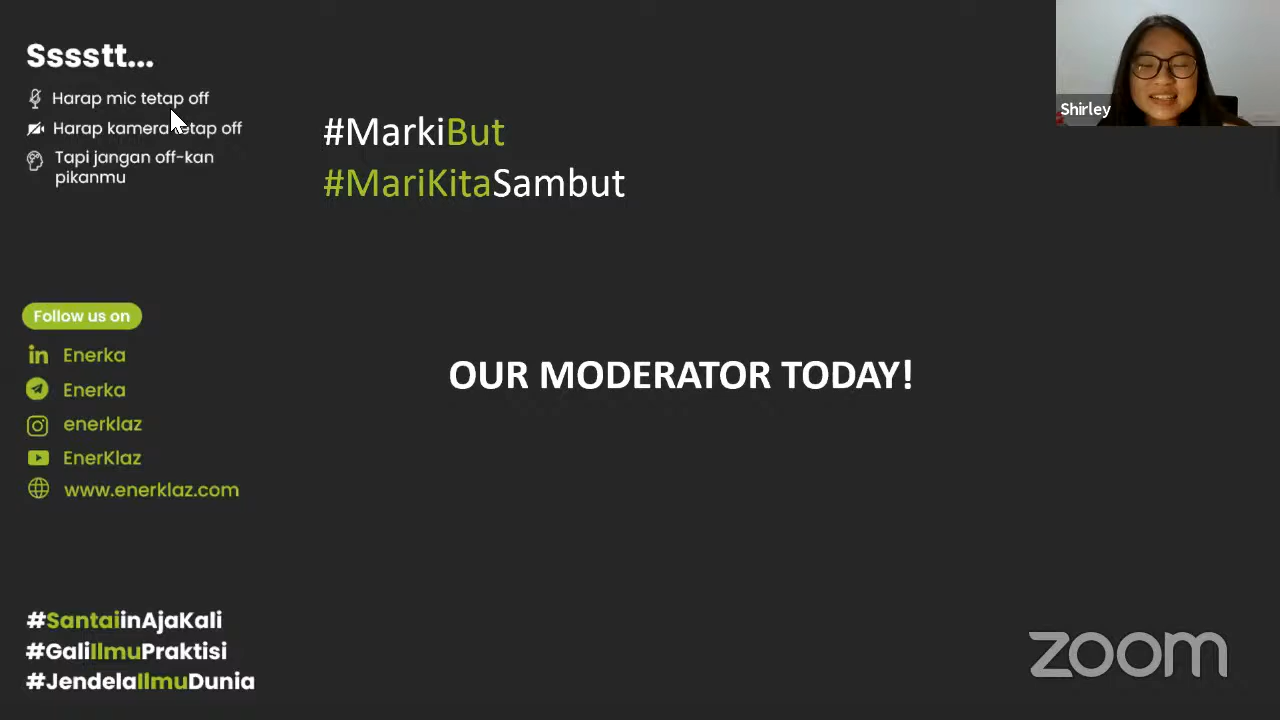 Sssstt...
Harap mic tetap off
Harap kamera tetap off
Tapi jangan off-kan
pikanmu
#MarkiBut
#MariKitaSambut
Shirley
Follow us on
Enerka
Enerka
enerklaz
EnerKlaz
www.enerklaz.com
OUR MODERATOR TODAY!
#SantaiinAjaKali
#GaliIlmuPraktisi
#JendelaIlmuDunia
zoom